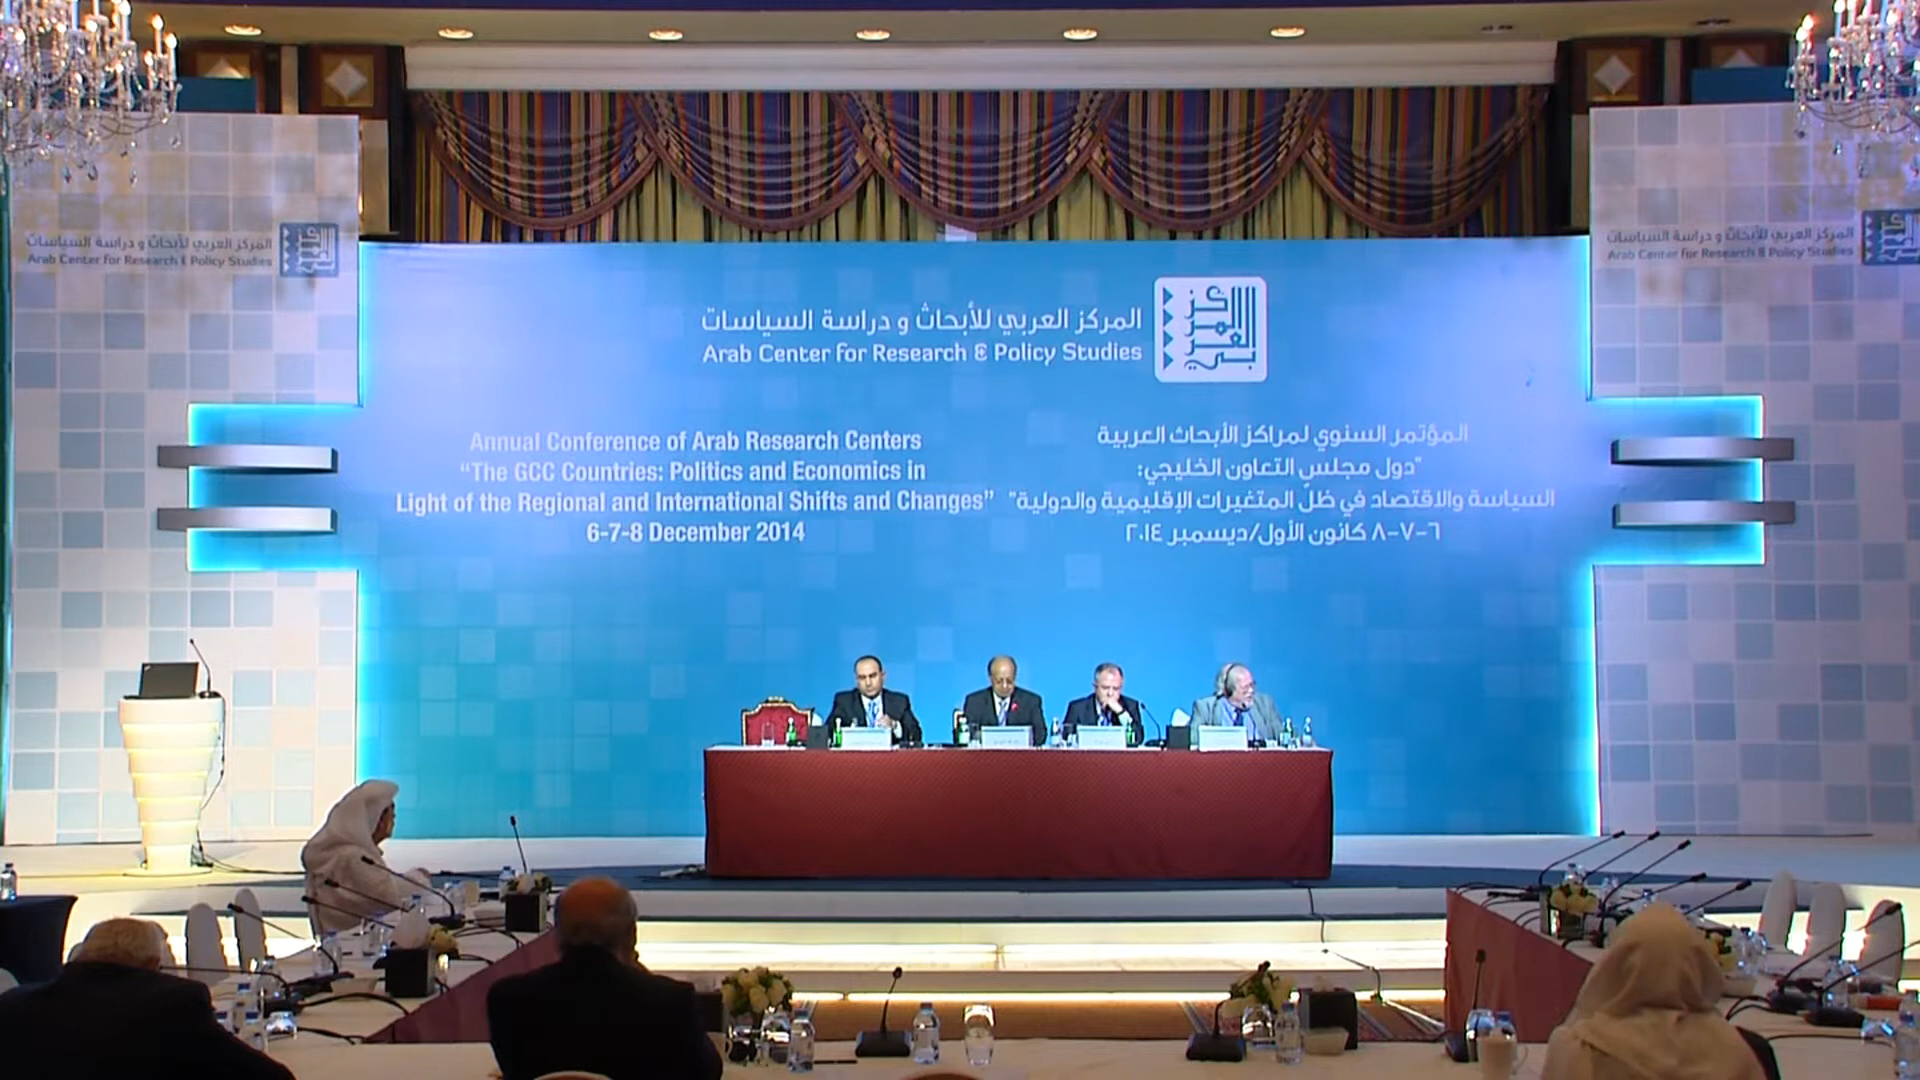 المركز العربي للأبحاث و دراسة السياسات
Arab Center for Research & Policy Studies
المركز العربي للأبحاث و دراسة السياسات
Arab Center for Research & Policy Studies
المركز العربي
المركز العربي للأبحاث و دراسة السياسات
Arab Center for Research & Policy Studies
Annual Conference of Arab Research Centers
“The GCC Countries: Politics and Economics in
Light of the Regional and International Shifts and Changes”
6-7-8 December 2014
المؤتمر السنوي لمراكز الأبحاث العربية
"دول مجلس التعاون الخليجي:
السياسة والاقتصاد في ظلّ المتغيرات الإقليمية والدولية"
٦-٧-٨ كانون الأول/ديسمبر ٢٠١٤